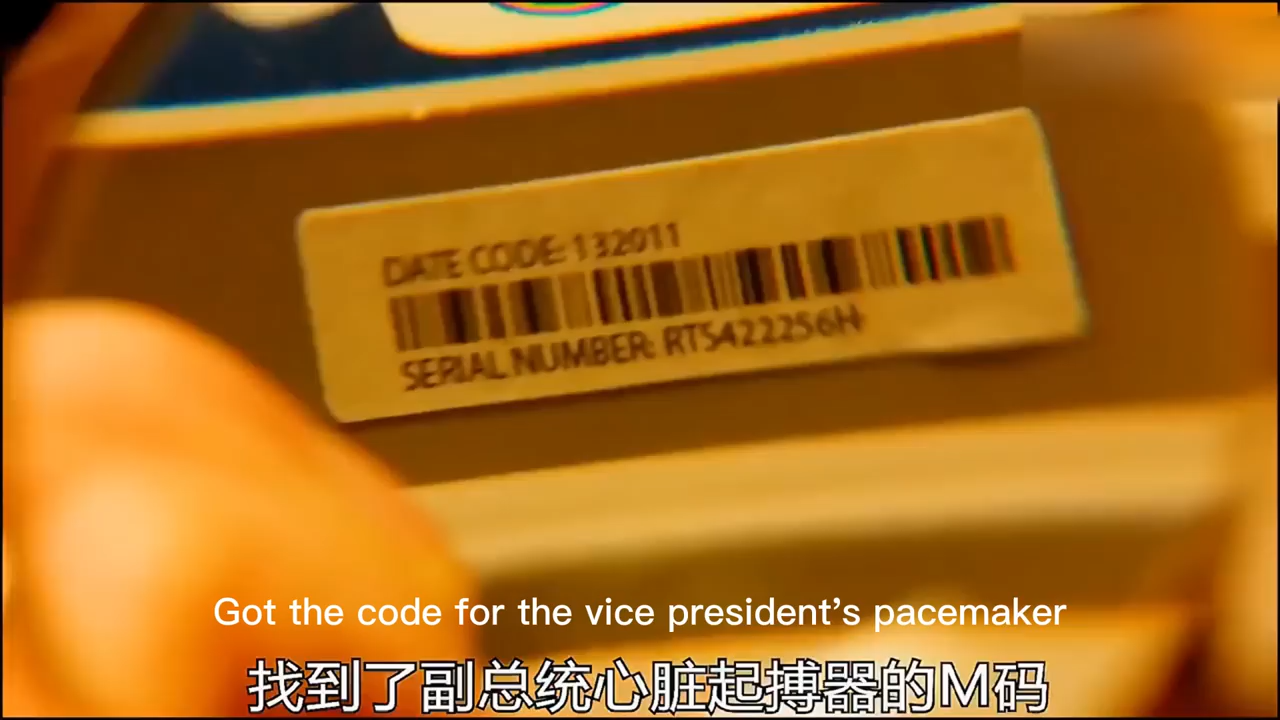 DATE CODE: 132011
SERIAL NUMBER: RTS422256H
Got the code for the vice president’s pacemaker
找到了副总统心脏起搏器的M码